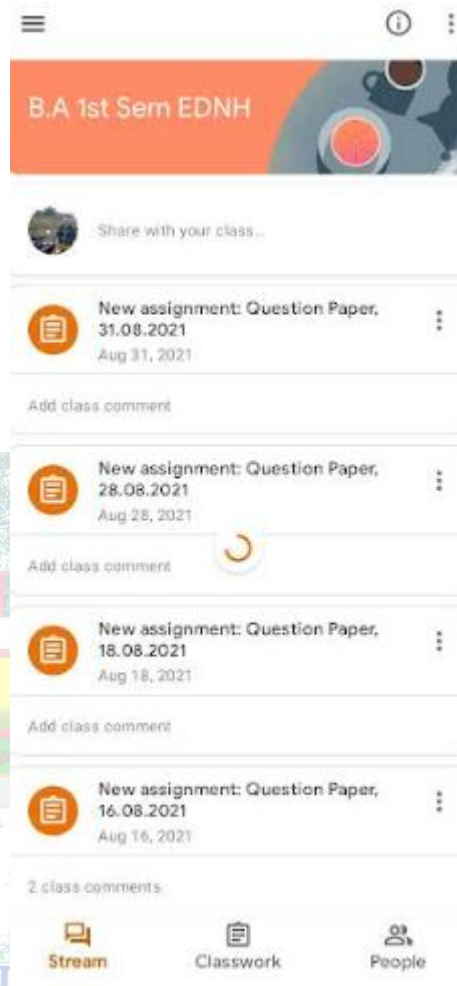 B.A 1st Sem EDNH
Share with your class...
New assignment: Question Paper,
31.08.2021
Aug 31, 2021
Add class comment
New assignment: Question Paper,
28.08.2021
Aug 28, 2021
Add class comment
New assignment: Question Paper,
18.08.2021
Aug 18, 2021
Add class comment
New assignment: Question Paper,
16.08.2021
Aug 16, 2021
2 class comments
Stream Classwork People